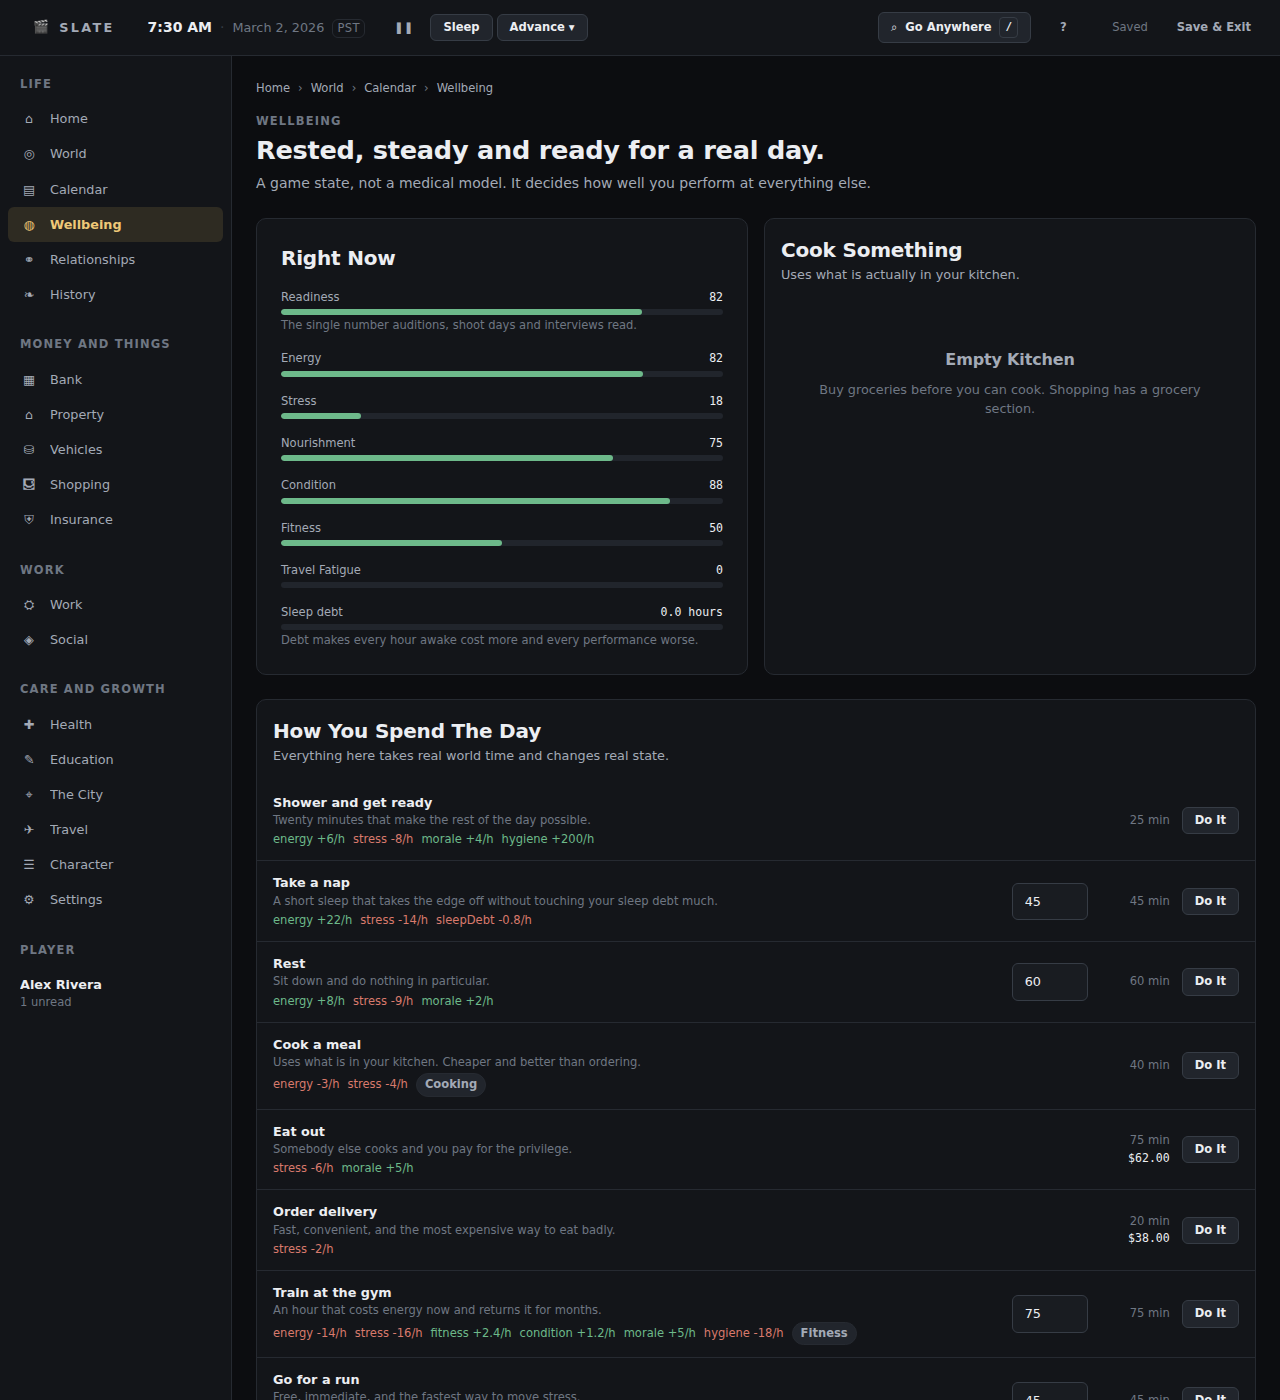 SLATE
7:30 AM · March 2, 2026 PST
Sleep
Advance ▾
Go Anywhere /
?
Saved
Save & Exit
LIFE
Home
World
Calendar
Wellbeing
Relationships
History
MONEY AND THINGS
Bank
Property
Vehicles
Shopping
Insurance
WORK
Work
Social
CARE AND GROWTH
Health
Education
The City
Travel
Character
Settings
PLAYER
Alex Rivera
1 unread
Home › World › Calendar › Wellbeing
WELLBEING
Rested, steady and ready for a real day.
A game state, not a medical model. It decides how well you perform at everything else.
Right Now
Readiness 82
The single number auditions, shoot days and interviews read.
Energy 82
Stress 18
Nourishment 75
Condition 88
Fitness 50
Travel Fatigue 0
Sleep debt 0.0 hours
Debt makes every hour awake cost more and every performance worse.
Cook Something
Uses what is actually in your kitchen.
Empty Kitchen
Buy groceries before you can cook. Shopping has a grocery
section.
How You Spend The Day
Everything here takes real world time and changes real state.
Shower and get ready
Twenty minutes that make the rest of the day possible.
energy +6/h stress -8/h morale +4/h hygiene +200/h
25 min Do It
Take a nap
A short sleep that takes the edge off without touching your sleep debt much.
energy +22/h stress -14/h sleepDebt -0.8/h
45 45 min Do It
Rest
Sit down and do nothing in particular.
energy +8/h stress -9/h morale +2/h
60 60 min Do It
Cook a meal
Uses what is in your kitchen. Cheaper and better than ordering.
energy -3/h stress -4/h Cooking
40 min Do It
Eat out
Somebody else cooks and you pay for the privilege.
stress -6/h morale +5/h
75 min
$62.00
Do It
Order delivery
Fast, convenient, and the most expensive way to eat badly.
stress -2/h
20 min
$38.00
Do It
Train at the gym
An hour that costs energy now and returns it for months.
energy -14/h stress -16/h fitness +2.4/h condition +1.2/h morale +5/h hygiene -18/h Fitness
75 75 min Do It
Go for a run
Free, immediate, and the fastest way to move stress.
45 45 min Do It